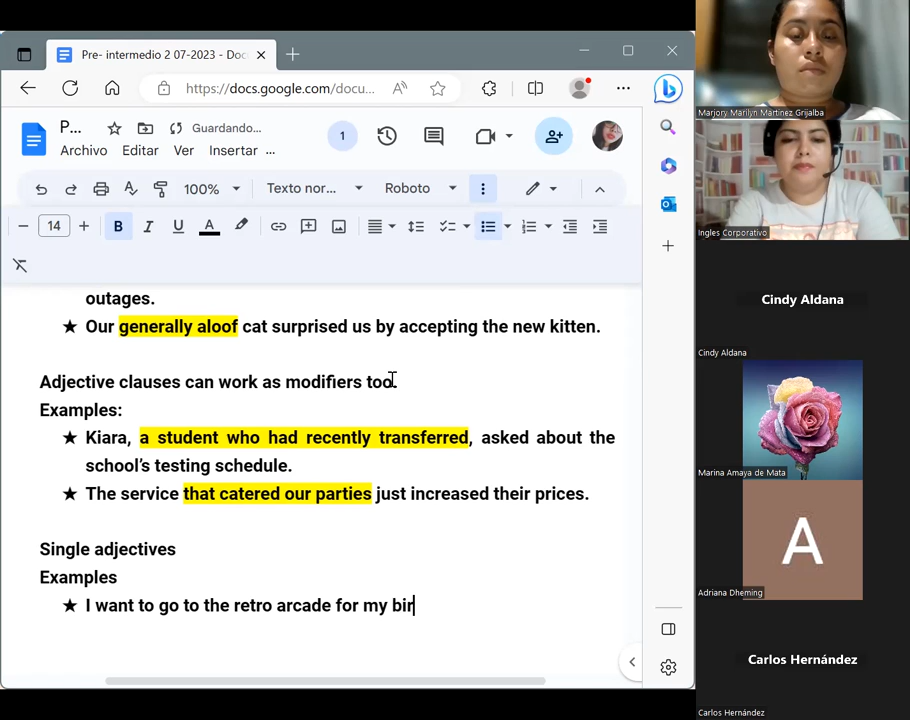 Pre- intermedio 2 07-2023 - Doc
https://docs.google.com/docu...
P...
Guardando...
1
Archivo Editar Ver Insertar ...
100% Texto nor... Roboto
14 B I U A
outages.
★ Our generally aloof cat surprised us by accepting the new kitten.
Adjective clauses can work as modifiers too.
Examples:
★ Kiara, a student who had recently transferred, asked about the
school's testing schedule.
★ The service that catered our parties just increased their prices.
Single adjectives
Examples
★ I want to go to the retro arcade for my bir
Marjory Marilyn Martinez Grijalba
Ingles Corporativo
Cindy Aldana
Cindy Aldana
Marina Amaya de Mata
A
Adriana Dheming
Carlos Hernández
Carlos Hernández